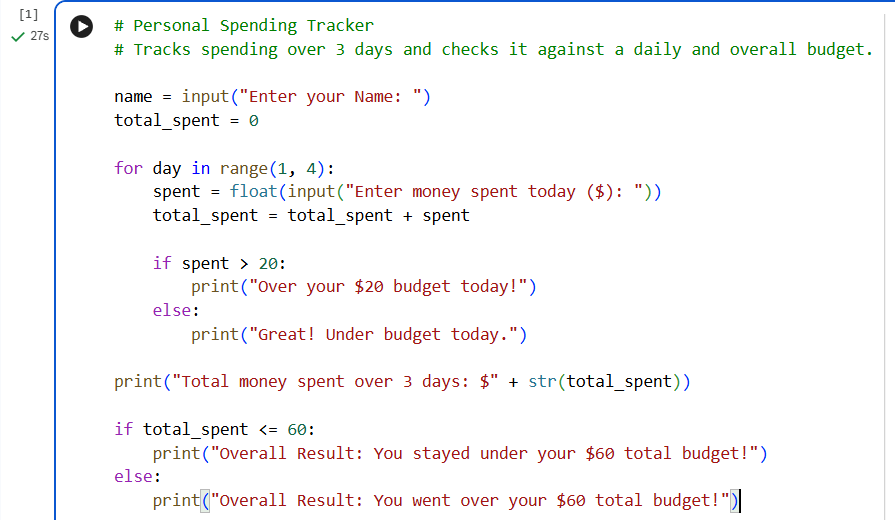 [1]
27s
# Personal Spending Tracker
# Tracks spending over 3 days and checks it against a daily and overall budget.

name = input("Enter your Name: ")
total_spent = 0

for day in range(1, 4):
    spent = float(input("Enter money spent today ($): "))
    total_spent = total_spent + spent

    if spent > 20:
        print("Over your $20 budget today!")
    else:
        print("Great! Under budget today.")

print("Total money spent over 3 days: $" + str(total_spent))

if total_spent <= 60:
    print("Overall Result: You stayed under your $60 total budget!")
else:
    print("Overall Result: You went over your $60 total budget!")